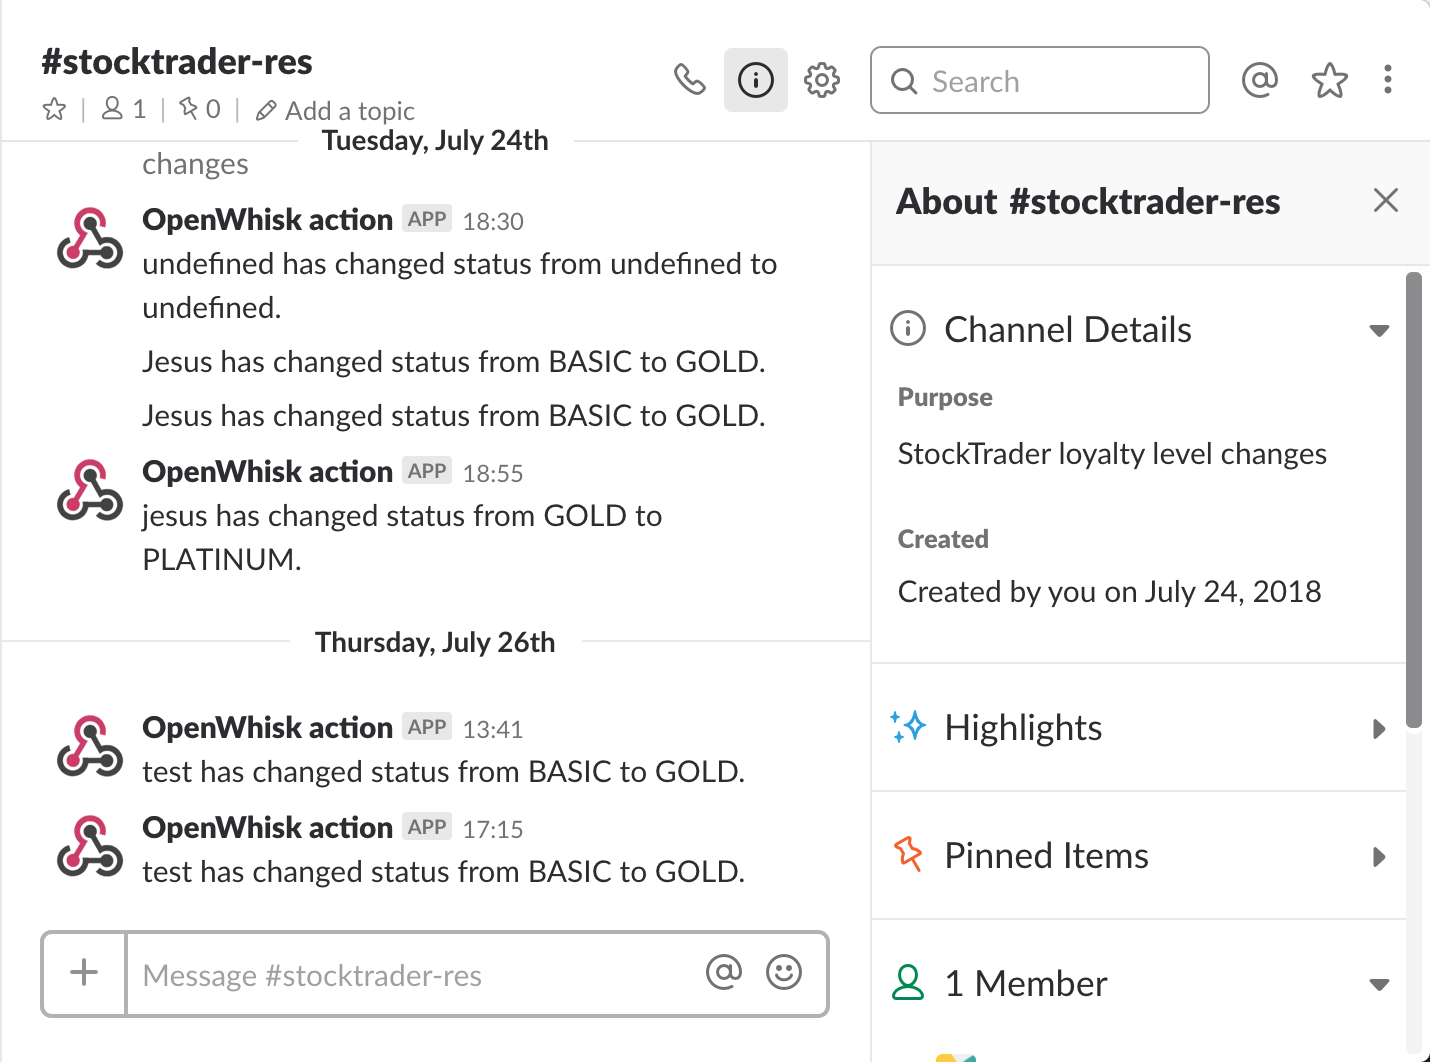 #stocktrader-res
1
0
Add a topic
Search
Tuesday, July 24th
changes
OpenWhisk action APP 18:30
undefined has changed status from undefined to
undefined.
Jesus has changed status from BASIC to GOLD.
Jesus has changed status from BASIC to GOLD.
OpenWhisk action APP 18:55
jesus has changed status from GOLD to
PLATINUM.
Thursday, July 26th
OpenWhisk action APP 13:41
test has changed status from BASIC to GOLD.
OpenWhisk action APP 17:15
test has changed status from BASIC to GOLD.
Message #stocktrader-res
About #stocktrader-res
Channel Details
Purpose
StockTrader loyalty level changes
Created
Created by you on July 24, 2018
Highlights
Pinned Items
1 Member